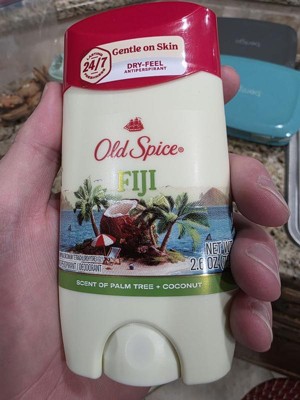 Gentle on Skin
24/7
DRY-FEEL
ANTIPERSPIRANT
Old Spice®
FIJI
NET
2.6 OZ
SCENT OF PALM TREE + COCONUT